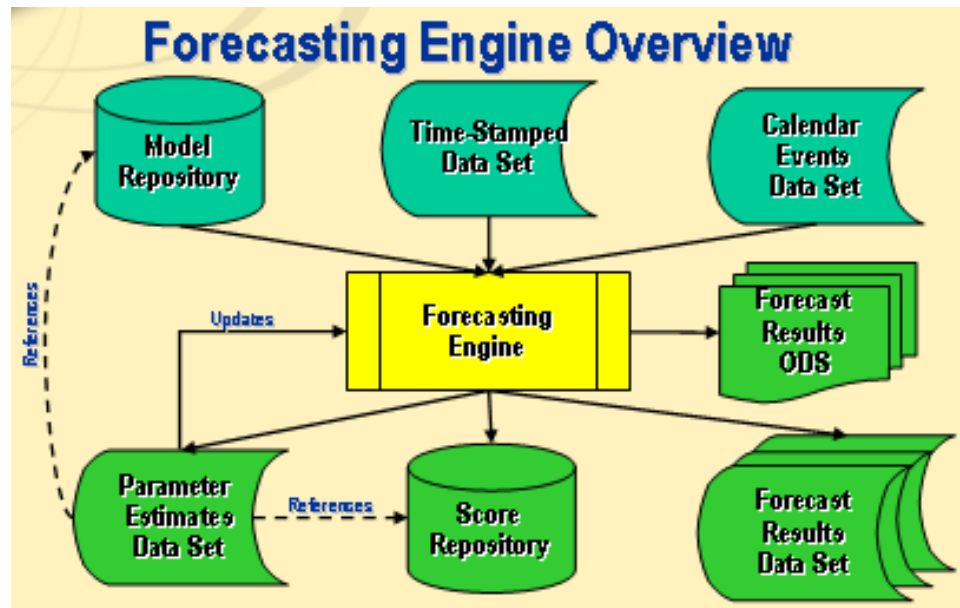 Forecasting Engine Overview
Model
Repository
Time-Stamped
Data Set
Calendar
Events
Data Set
References
Updates
Forecasting
Engine
Forecast
Results
ODS
Parameter
Estimates
Data Set
References
Score
Repository
Forecast
Results
Data Set